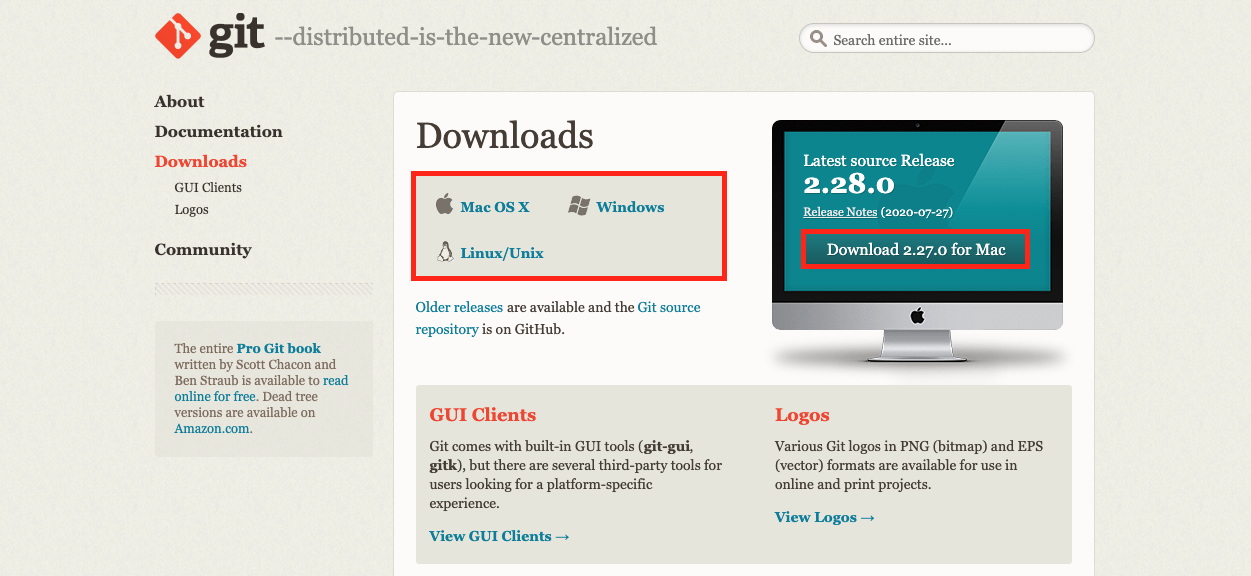 git --distributed-is-the-new-centralized
Search entire site...
About
Documentation
Downloads
GUI Clients
Logos
Community
The entire Pro Git book
written by Scott Chacon and
Ben Straub is available to read
online for free. Dead tree
versions are available on
Amazon.com.
Downloads
Mac OS X
Windows
Linux/Unix
Older releases are available and the Git source
repository is on GitHub.
Latest source Release
2.28.0
Release Notes (2020-07-27)
Download 2.27.0 for Mac
GUI Clients
Git comes with built-in GUI tools (git-gui,
gitk), but there are several third-party tools for
users looking for a platform-specific
experience.
View GUI Clients →
Logos
Various Git logos in PNG (bitmap) and EPS
(vector) formats are available for use in
online and print projects.
View Logos →